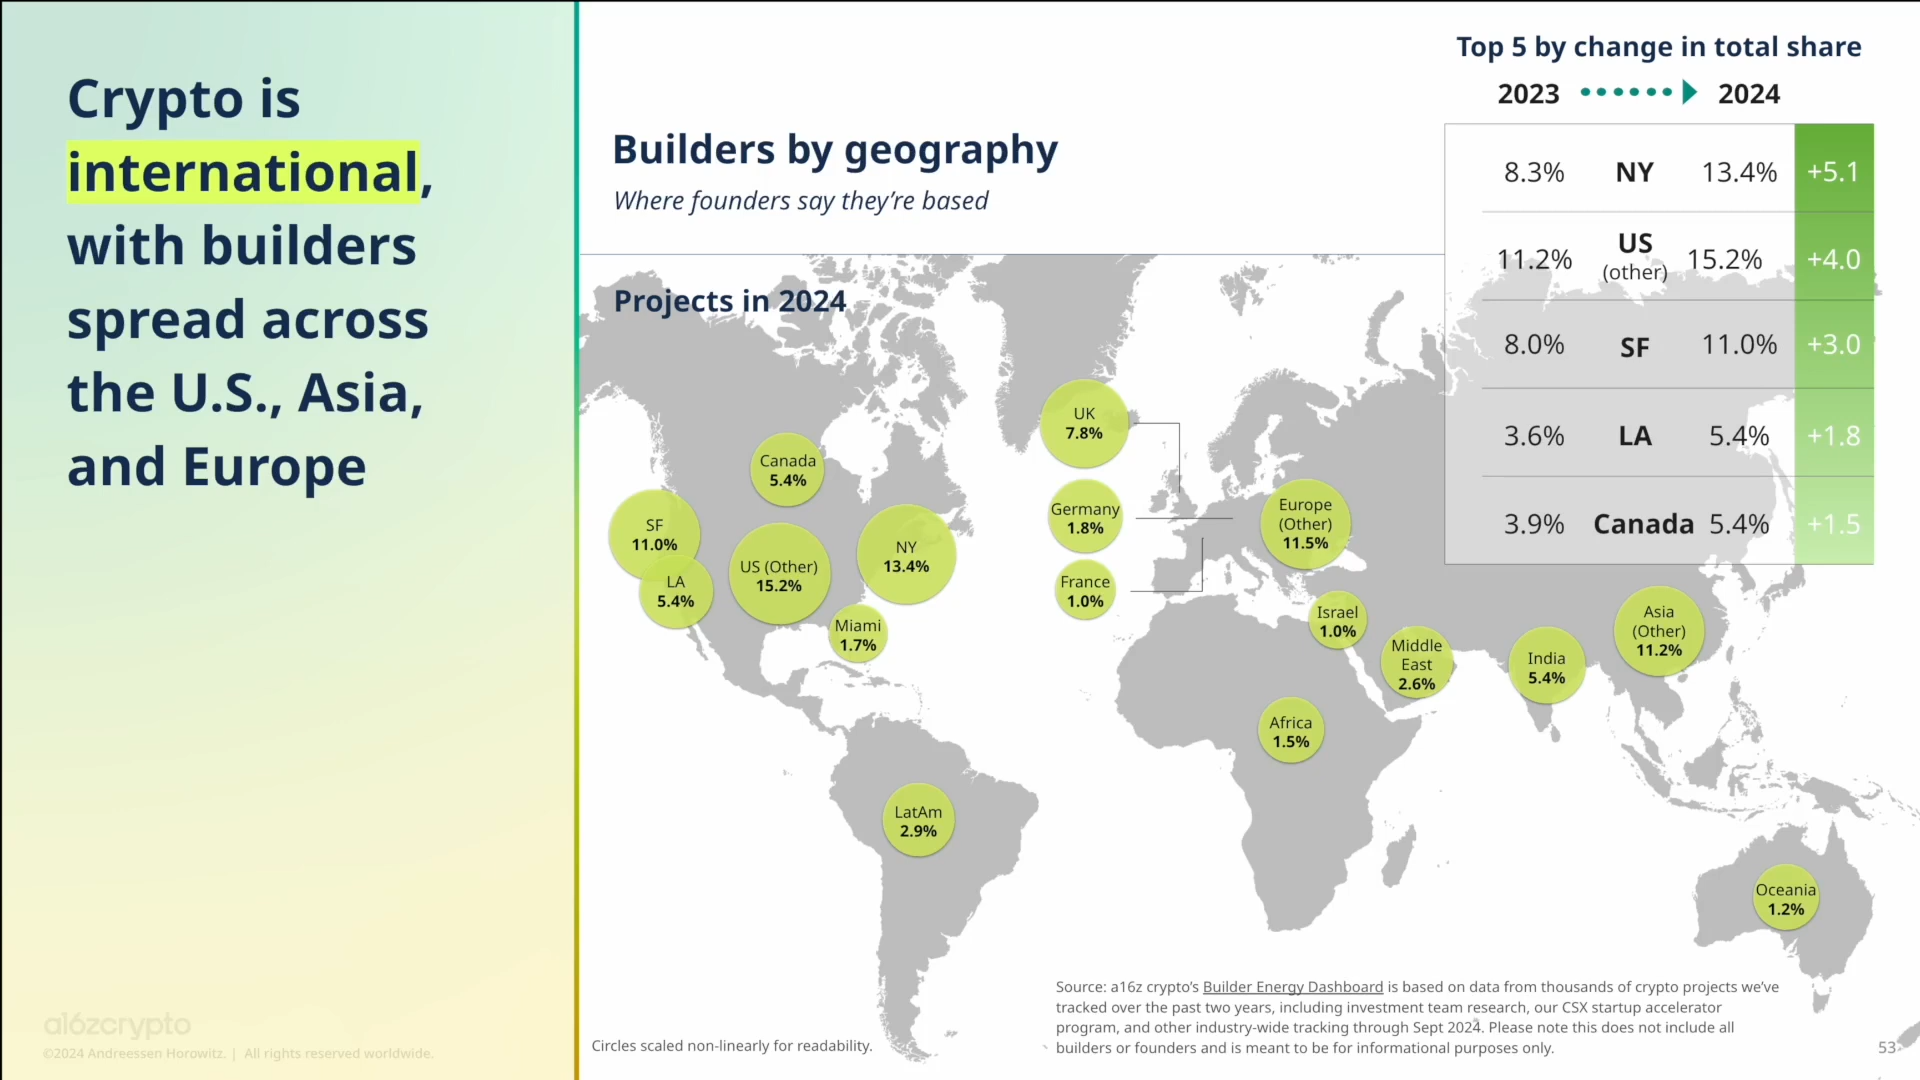 Crypto is
international,
with builders
spread across
the U.S., Asia,
and Europe
a16zcrypto
©2024 Andreessen Horowitz. | All rights reserved worldwide.
Builders by geography
Where founders say they’re based
Top 5 by change in total share
2023 2024
8.3% NY 13.4% +5.1
11.2% US (other) 15.2% +4.0
8.0% SF 11.0% +3.0
3.6% LA 5.4% +1.8
3.9% Canada 5.4% +1.5
Projects in 2024
Canada
5.4%
SF
11.0%
LA
5.4%
US (Other)
15.2%
NY
13.4%
Miami
1.7%
LatAm
2.9%
UK
7.8%
Germany
1.8%
France
1.0%
Europe
(Other)
11.5%
Israel
1.0%
Middle
East
2.6%
Africa
1.5%
India
5.4%
Asia
(Other)
11.2%
Oceania
1.2%
Circles scaled non-linearly for readability.
Source: a16z crypto’s Builder Energy Dashboard is based on data from thousands of crypto projects we’ve
tracked over the past two years, including investment team research, our CSX startup accelerator
program, and other industry-wide tracking through Sept 2024. Please note this does not include all
builders or founders and is meant to be for informational purposes only.
53